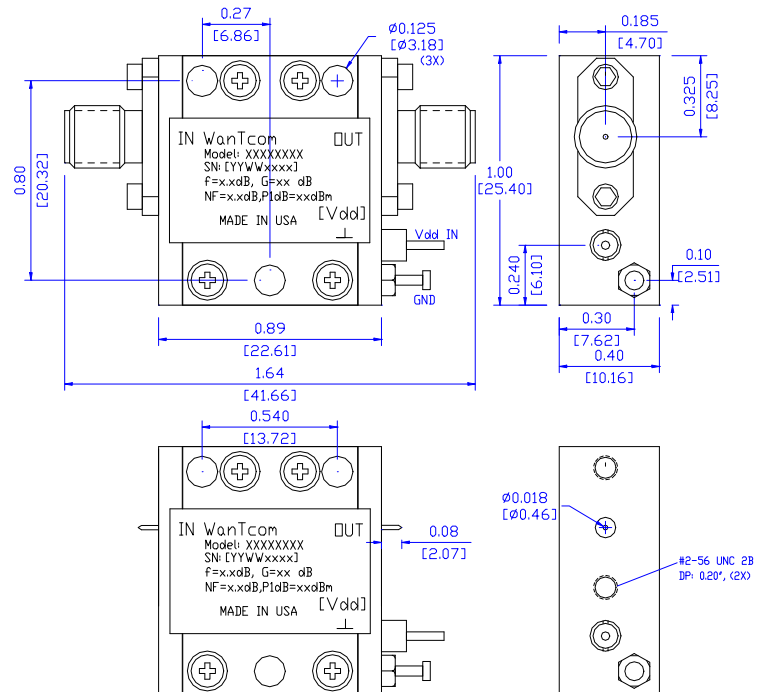 0.27
[6.86]
Ø0.125
[Ø3.18]
(3X)
0.185
[4.70]
0.325
[8.25]
0.80
[20.32]
IN WanTcom OUT
Model: XXXXXXXX
SN: [YYWWxxxx]
f=x.xdB, G=xx dB
NF=x.xdB,P1dB=xxdBm
MADE IN USA [Vdd]
Vdd IN
GND
1.00
[25.40]
0.240
[6.10]
0.10
[2.51]
0.89
[22.61]
1.64
[41.66]
0.30
[7.62]
0.40
[10.16]
0.540
[13.72]
IN WanTcom OUT
Model: XXXXXXXX
SN: [YYWWxxxx]
f=x.xdB, G=xx dB
NF=x.xdB,P1dB=xxdBm
MADE IN USA [Vdd]
0.08
[2.07]
Ø0.018
[Ø0.46]
#2-56 UNC 2B
DP: 0.20", (2X)